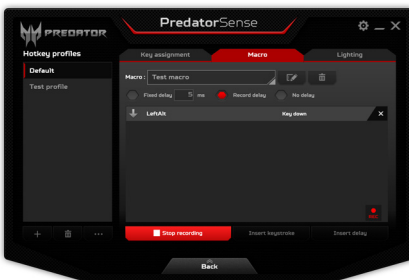 PREDATOR
PredatorSense
Hotkey profiles
Key assignment Macro Lighting
Default
Test profile
Macro : Test macro
Fixed delay 5 ms Record delay No delay
LeftAlt Key down X
REC
Stop recording Insert keystroke Insert delay
Back